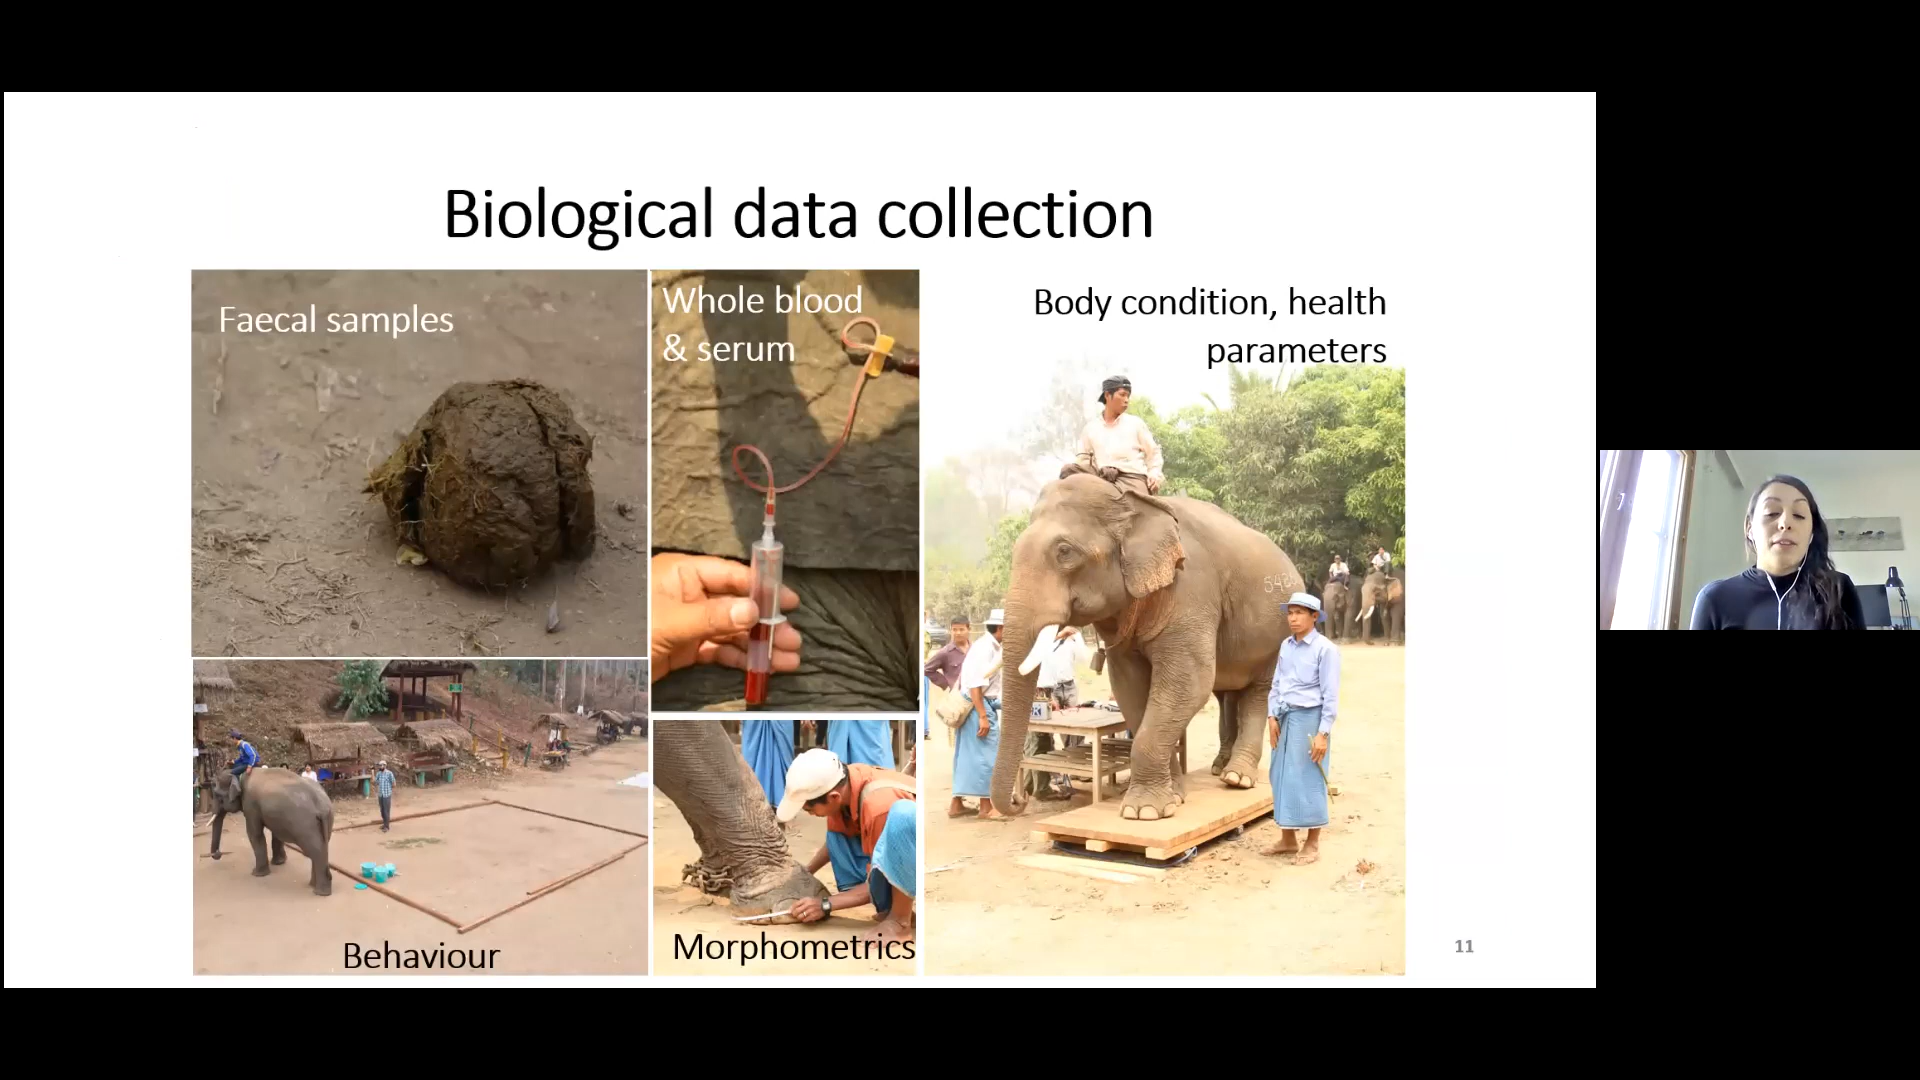 Biological data collection
Faecal samples
Whole blood
& serum
Body condition, health
parameters
Behaviour
Morphometrics
11